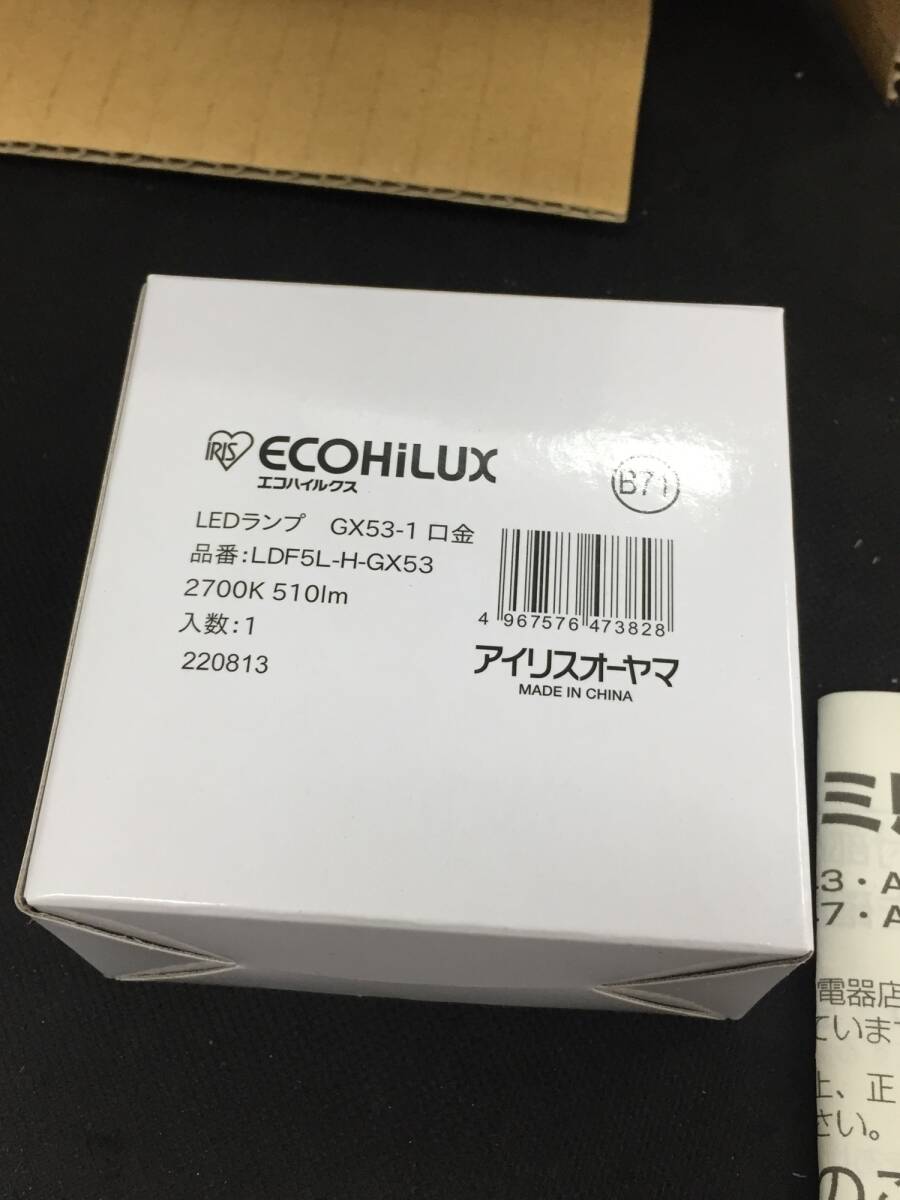 IRIS ECOHiLUX
エコハイルクス
B71
LEDランプ GX53-1 口金
品番:LDF5L-H-GX53
2700K 510lm
入数:1
220813
4 967576 473828
アイリスオーヤマ
MADE IN CHINA
ミ
3・A
7・A
電器店
ていま
止、正
さい。
の